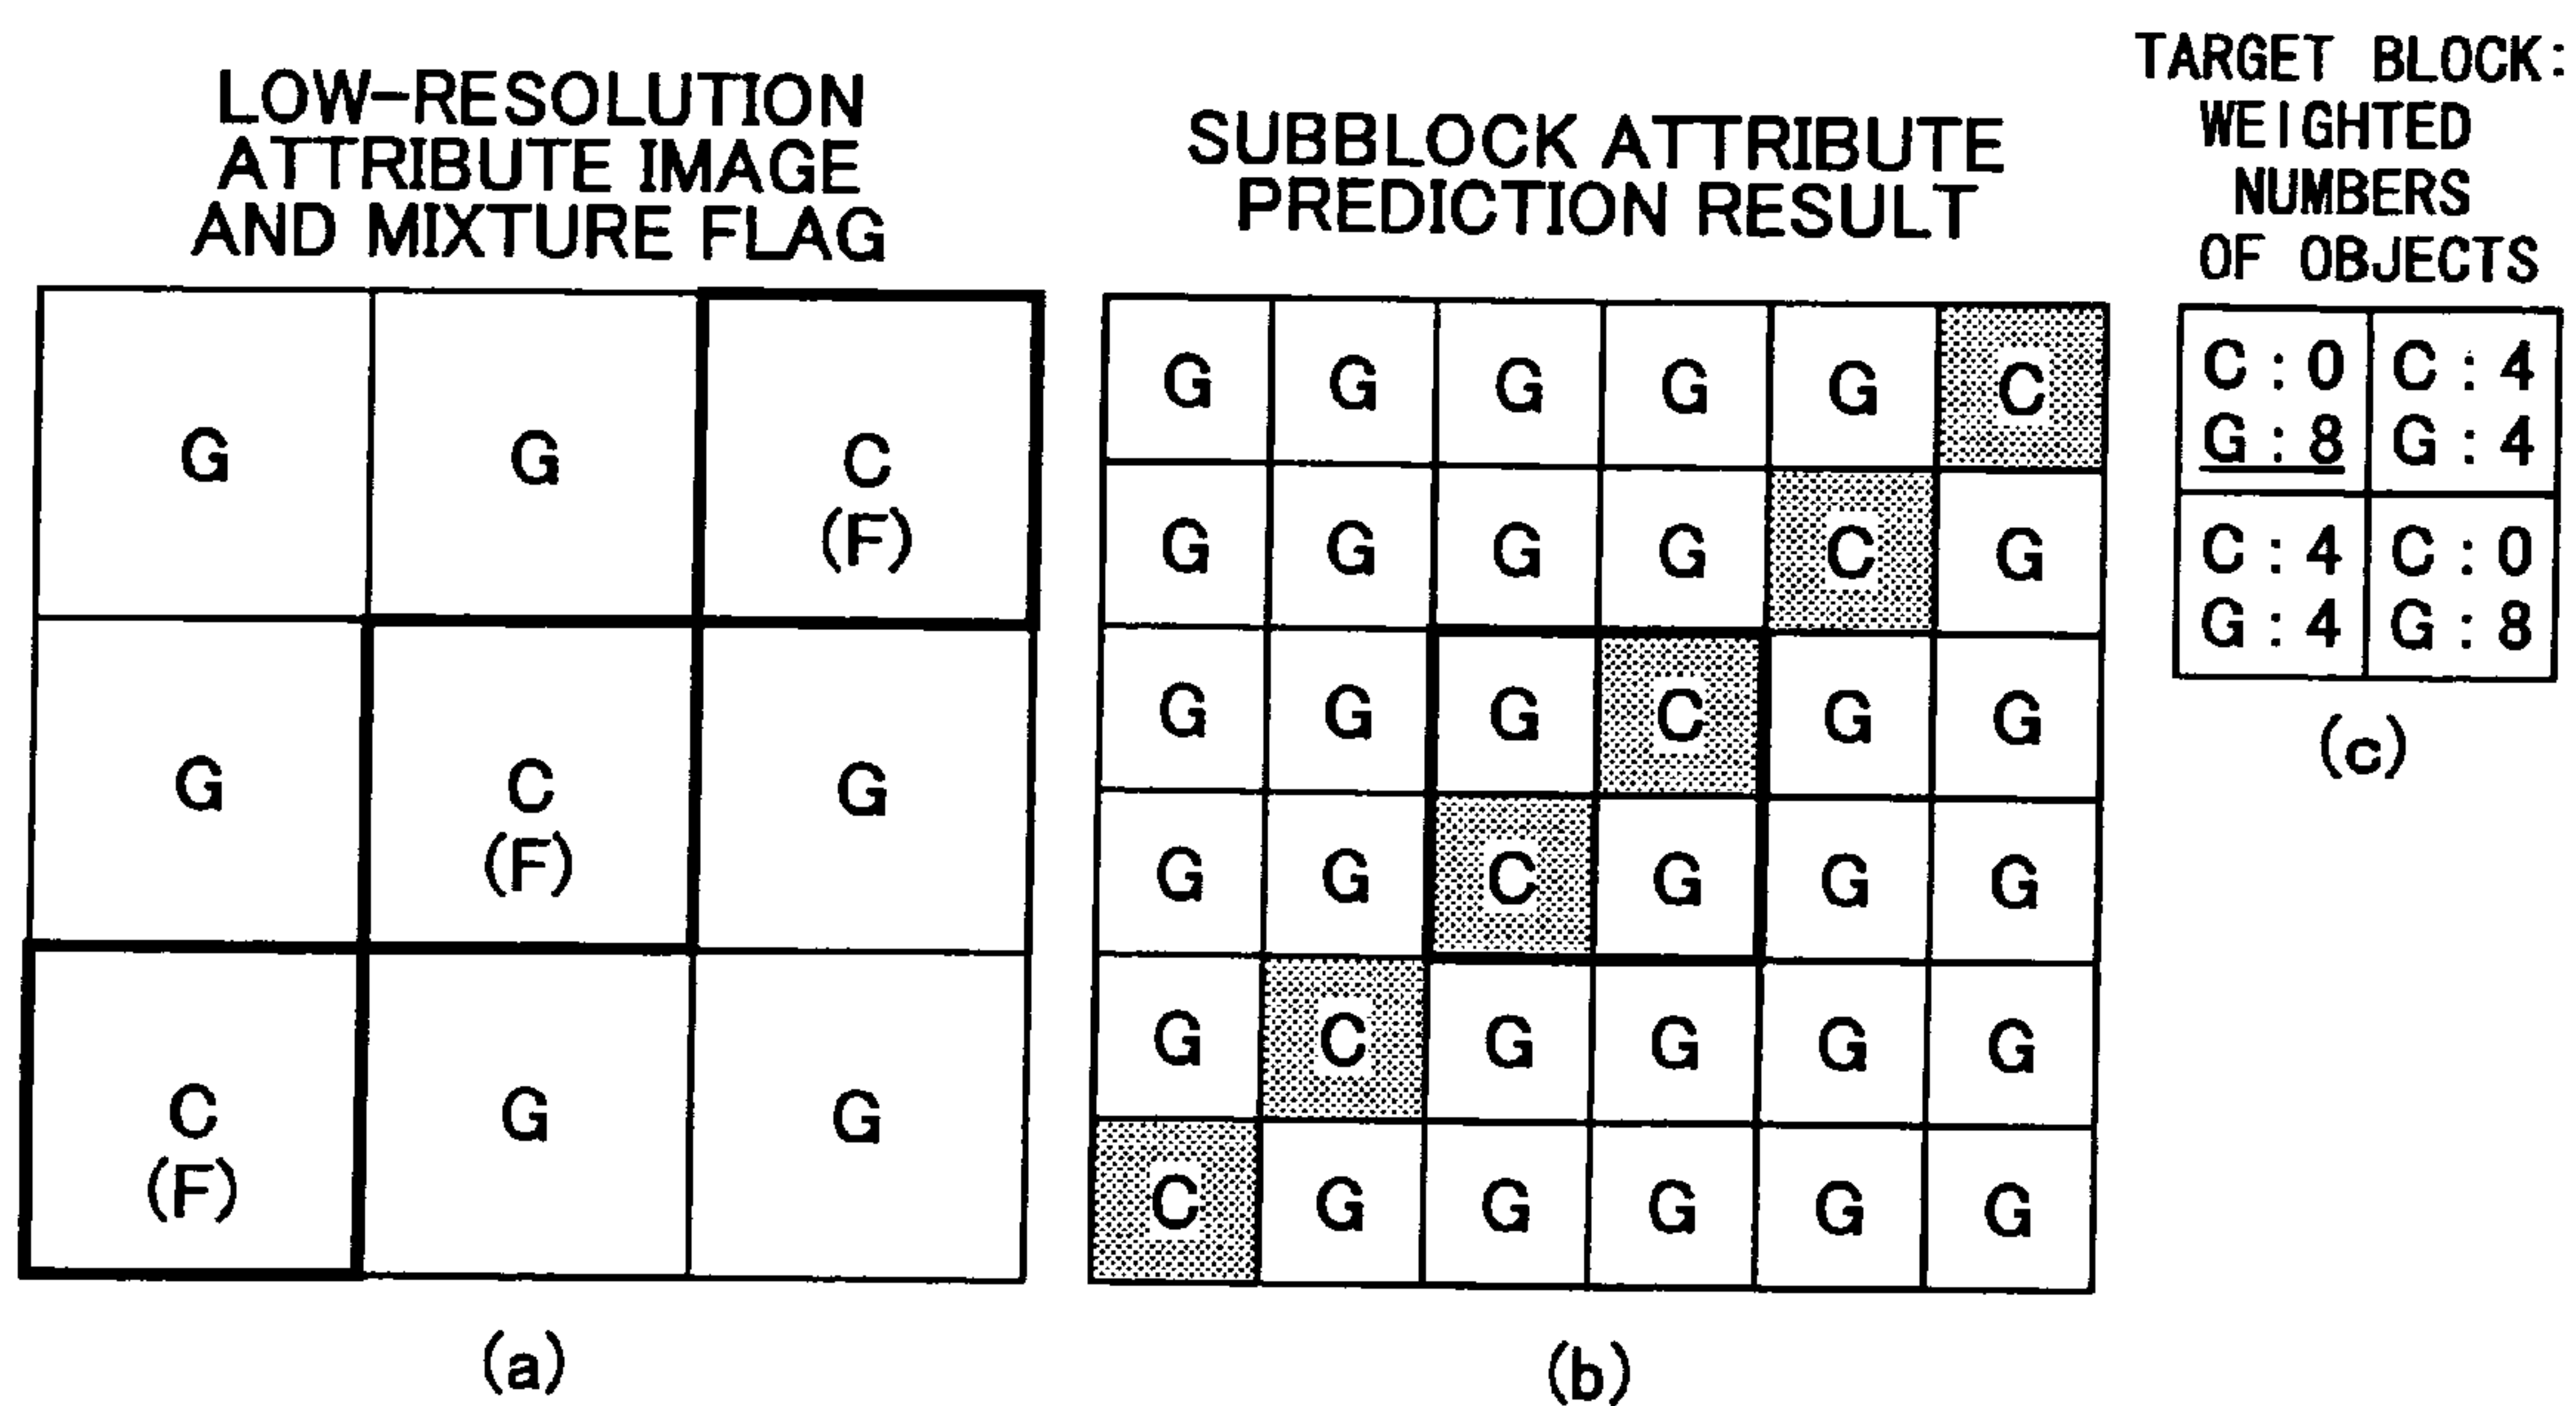 LOW-RESOLUTION
ATTRIBUTE IMAGE
AND MIXTURE FLAG
G G C
(F)
G C G
(F)
C G G
(F)
(a)
SUBBLOCK ATTRIBUTE
PREDICTION RESULT
G G G G G C
G G G G C G
G G G C G G
G G C G G G
G C G G G G
C G G G G G
(b)
TARGET BLOCK:
WEIGHTED
NUMBERS
OF OBJECTS
C:0 C:4
G:8 G:4
C:4 C:0
G:4 G:8
(c)